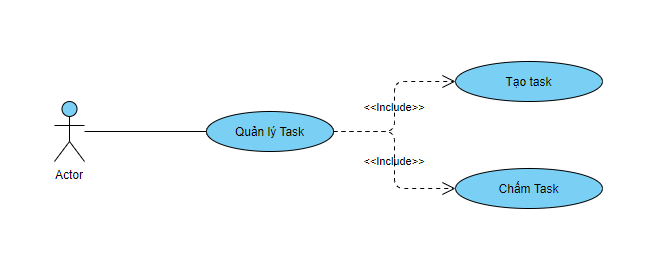 Tạo task
<<Include>>
Quản lý Task
<<Include>>
Actor
Chấm Task